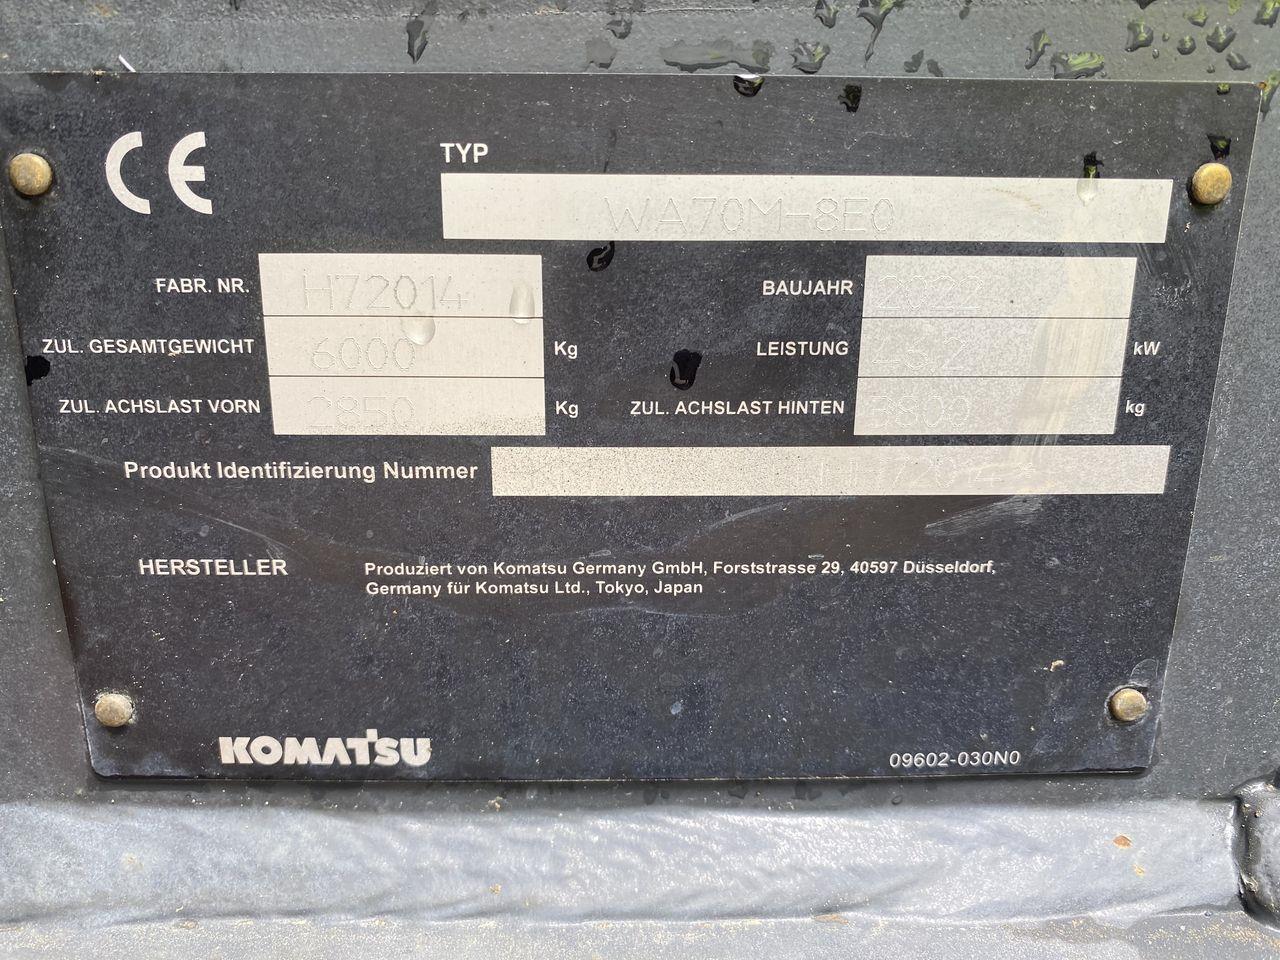 CE
TYP
WA70M-8E0
FABR. NR. H72014
BAUJAHR 2022
ZUL. GESAMTGEWICHT 6000 Kg
LEISTUNG kW
ZUL. ACHSLAST VORN 2850 Kg
ZUL. ACHSLAST HINTEN 3800 kg
Produkt Identifizierung Nummer
HERSTELLER
Produziert von Komatsu Germany GmbH, Forststrasse 29, 40597 Düsseldorf,
Germany für Komatsu Ltd., Tokyo, Japan
KOMATSU
09602-030N0